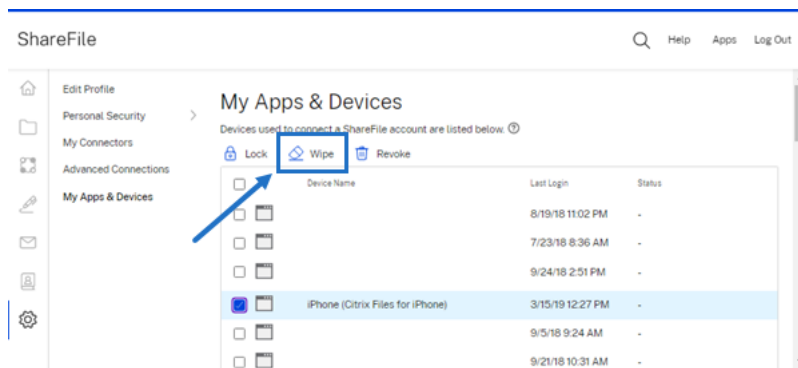 ShareFile
Help Apps Log Out
Edit Profile
Personal Security
My Connectors
Advanced Connections
My Apps & Devices
My Apps & Devices
Devices used to connect a ShareFile account are listed below.
Lock Wipe Revoke
Device Name Last Login Status
8/19/18 11:02 PM -
7/23/18 8:36 AM -
9/24/18 2:51 PM -
iPhone (Citrix Files for iPhone) 3/15/19 12:27 PM -
9/5/18 9:24 AM -
9/21/18 10:31 AM -